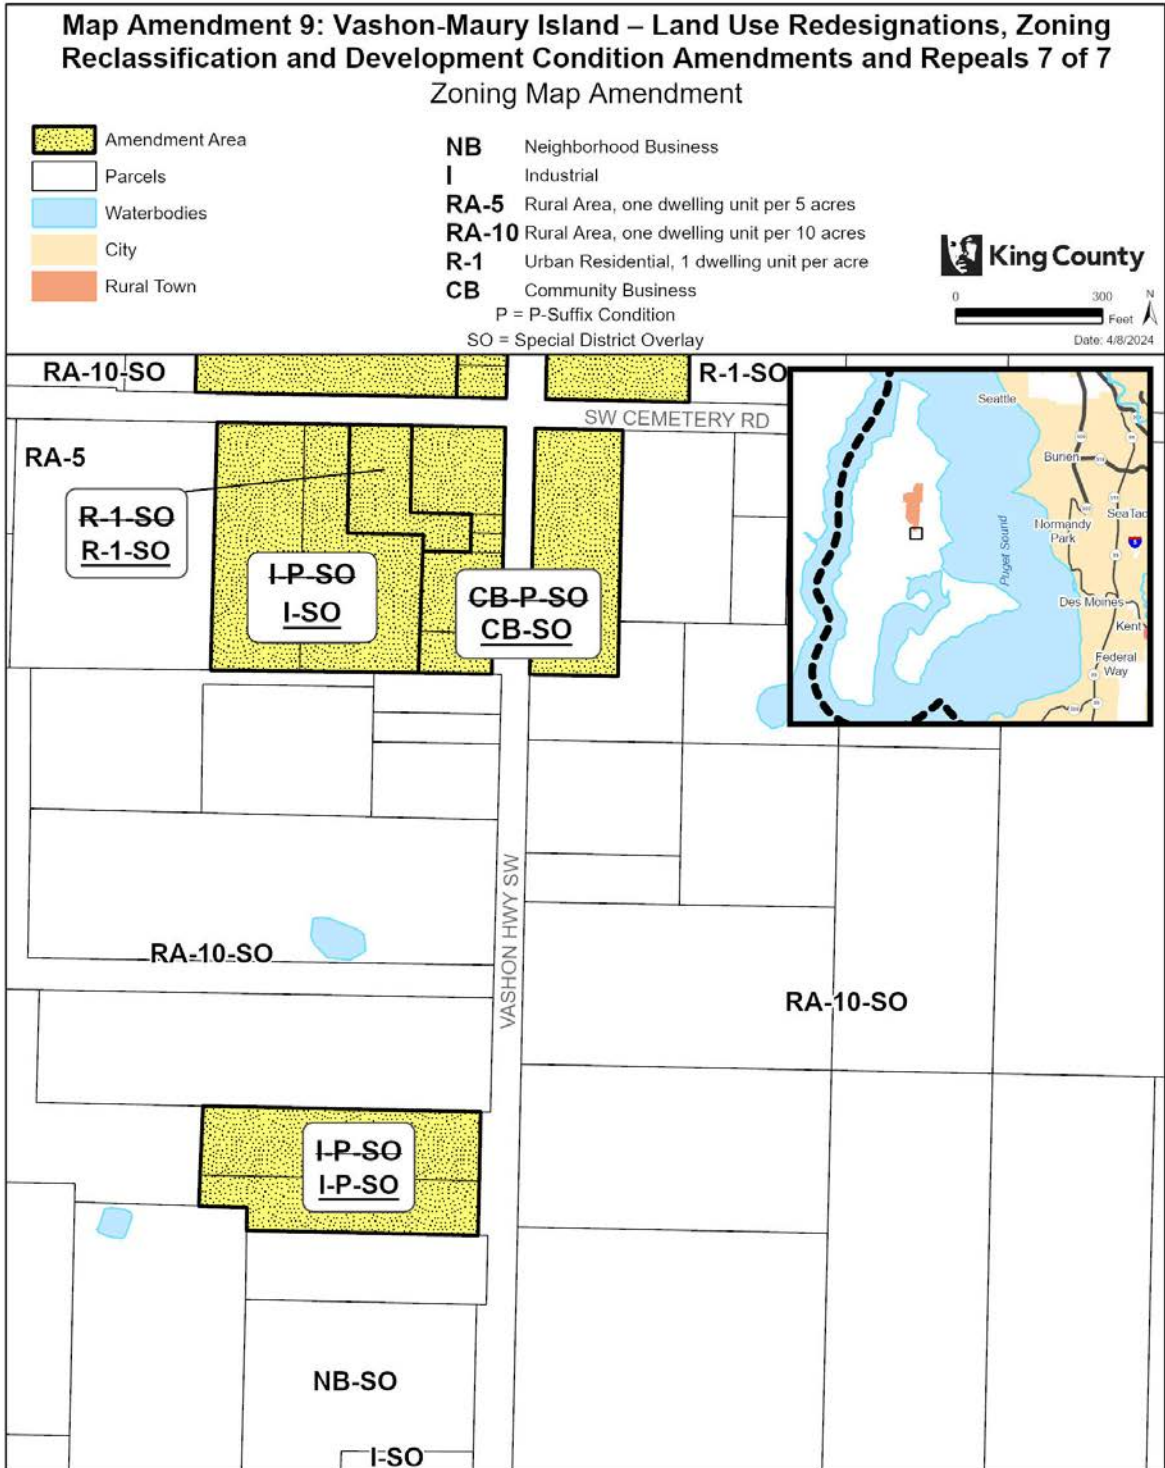 Map Amendment 9: Vashon-Maury Island – Land Use Redesignations, Zoning
Reclassification and Development Condition Amendments and Repeals 7 of 7
Zoning Map Amendment
Amendment Area
Parcels
Waterbodies
City
Rural Town
NB Neighborhood Business
I Industrial
RA-5 Rural Area, one dwelling unit per 5 acres
RA-10 Rural Area, one dwelling unit per 10 acres
R-1 Urban Residential, 1 dwelling unit per acre
CB Community Business
P = P-Suffix Condition
SO = Special District Overlay
King County
0 300
Feet
N
Date: 4/8/2024
RA-10-SO
R-1-SO
SW CEMETERY RD
RA-5
R-1-SO
R-1-SO
I-P-SO
I-SO
CB-P-SO
CB-SO
Seattle
Burien
Normandy
Park
SeaTac
Puget Sound
Des Moines
Kent
Federal
Way
VASHON HWY SW
RA-10-SO
RA-10-SO
I-P-SO
I-P-SO
NB-SO
I-SO